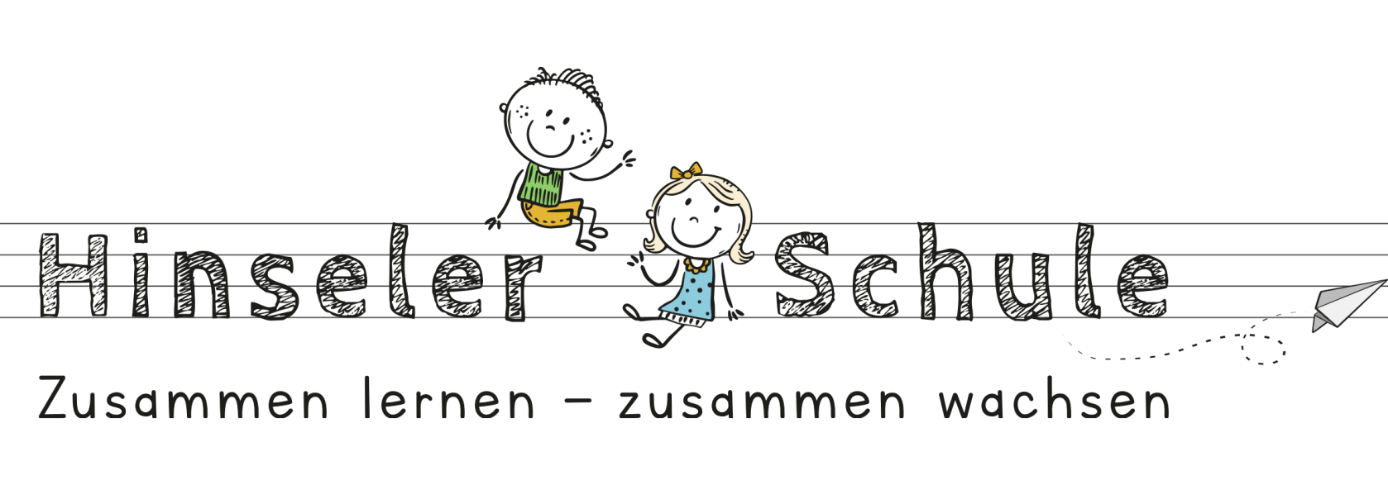 Hinseler Schule
Zusammen lernen – zusammen wachsen